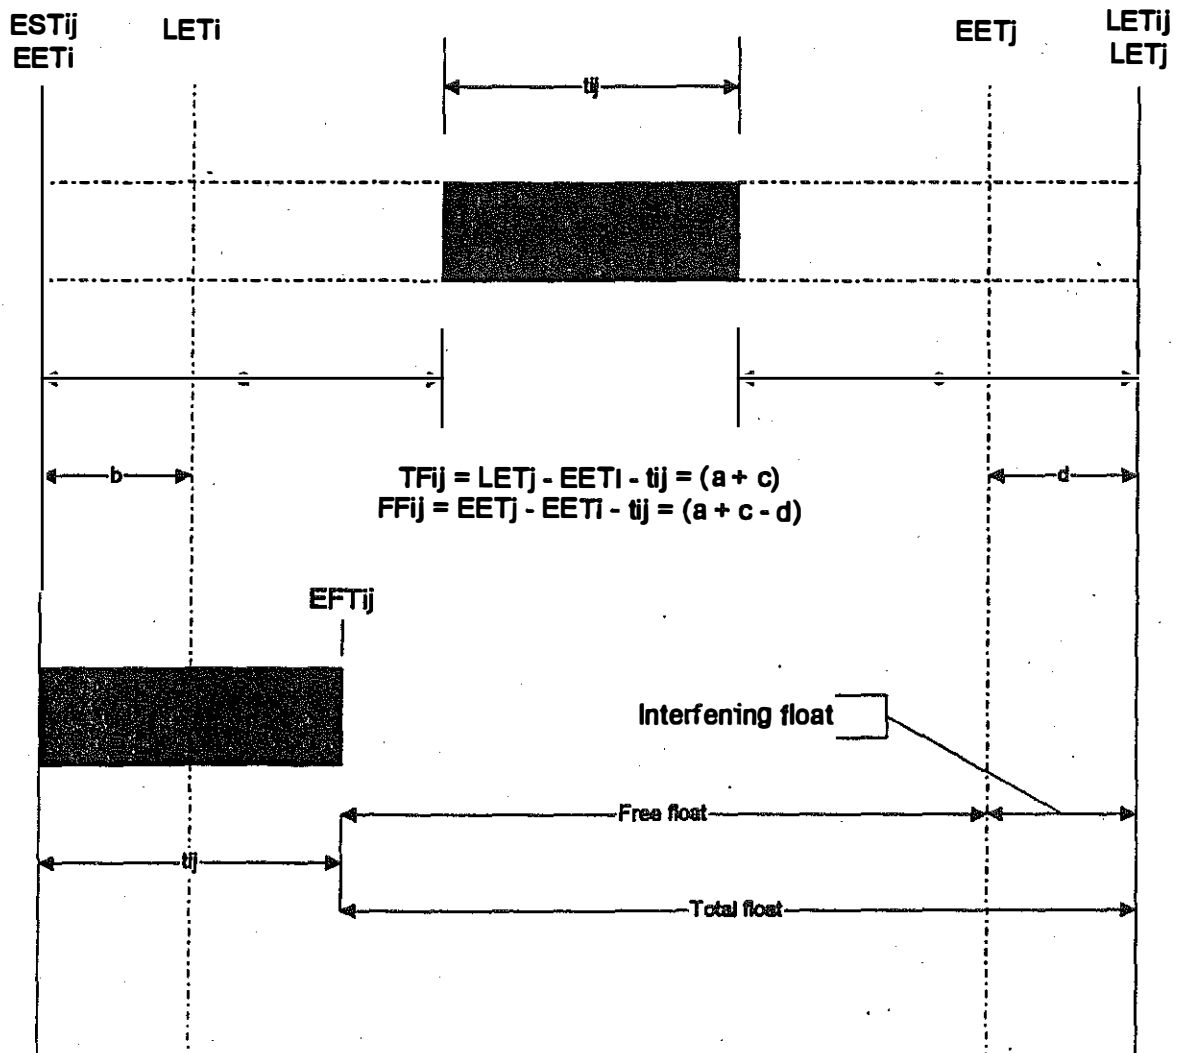 ESTij
EETi
LETi
EETj
LETij
LETj
tij
a
c
b
d
TFij = LETj - EETi - tij = (a + c)
FFij = EETj - EETi - tij = (a + c - d)
EFTij
Interfening float
Free float
tij
Total float